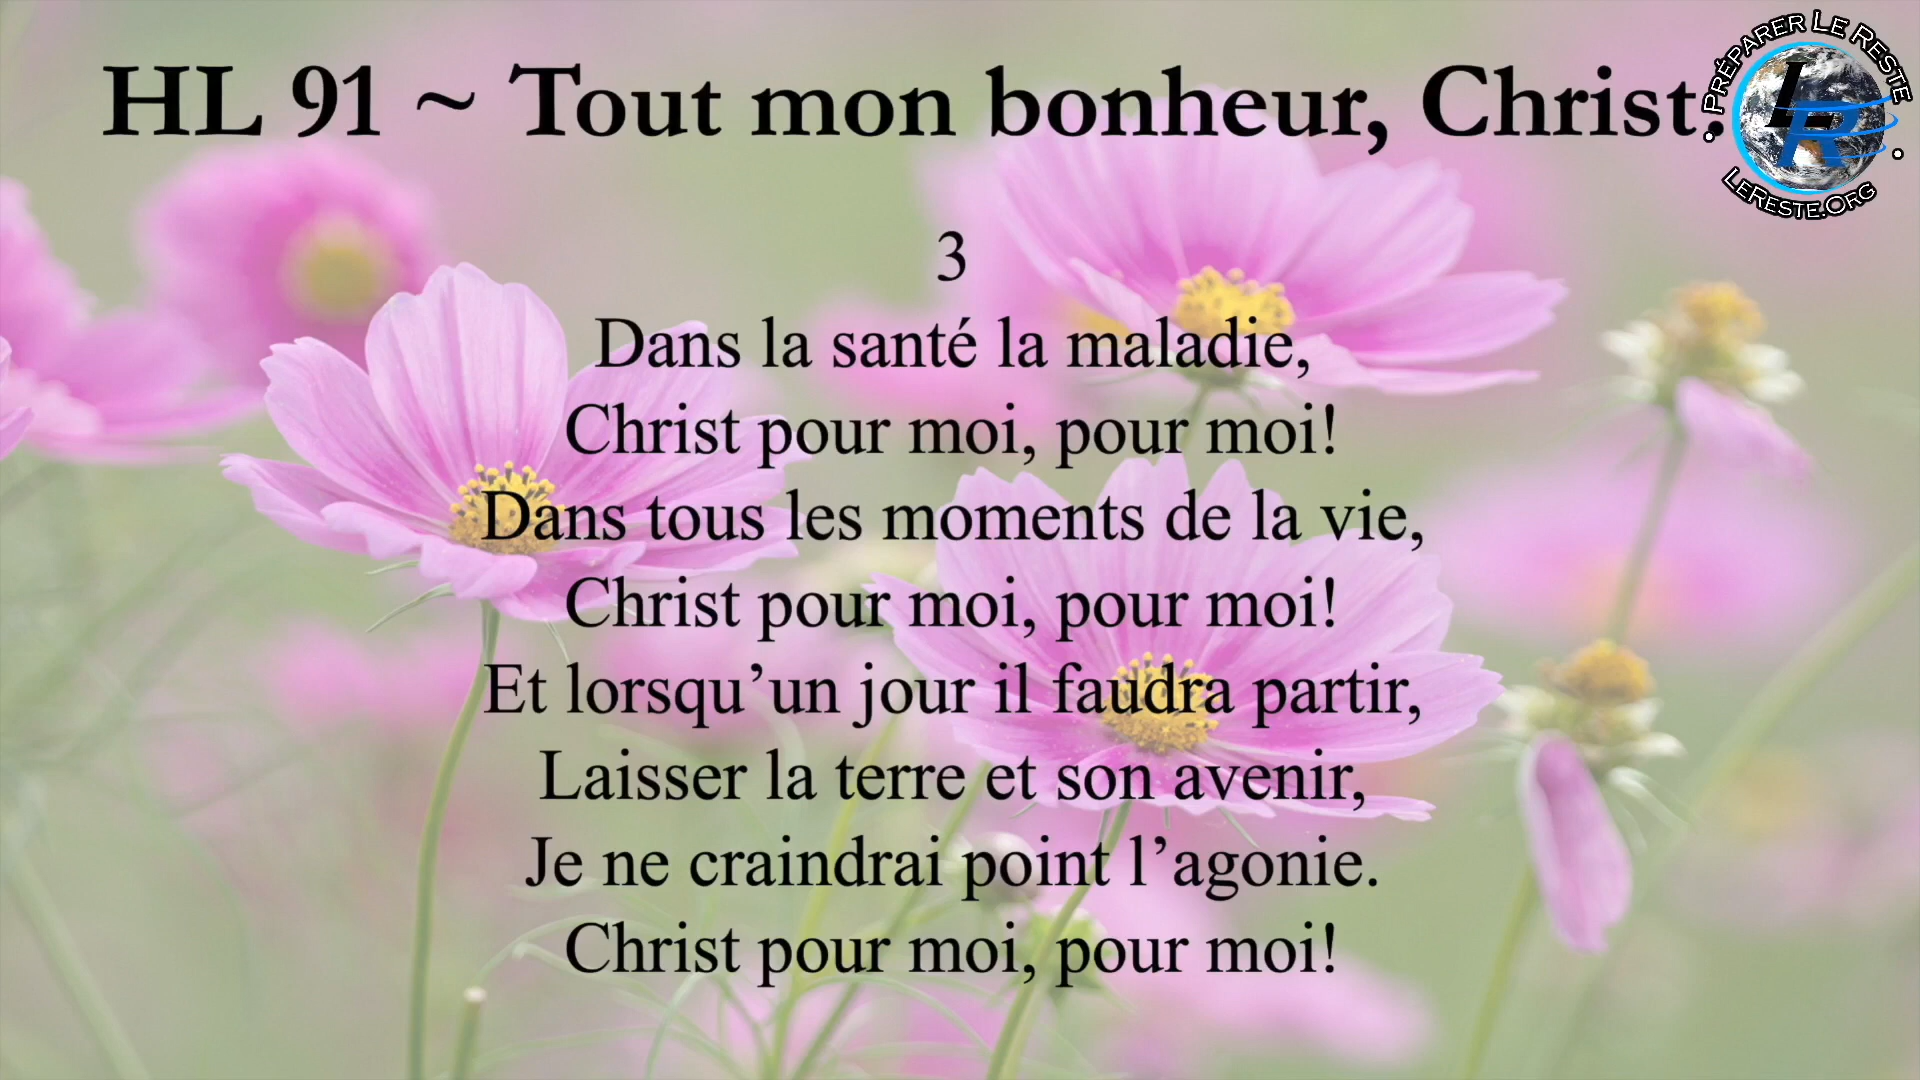 HL 91 ~ Tout mon bonheur, Christ.
PRÉPARER LE RESTE
LR
LERESTE.ORG
3
Dans la santé la maladie,
Christ pour moi, pour moi!
Dans tous les moments de la vie,
Christ pour moi, pour moi!
Et lorsqu’un jour il faudra partir,
Laisser la terre et son avenir,
Je ne craindrai point l’agonie.
Christ pour moi, pour moi!